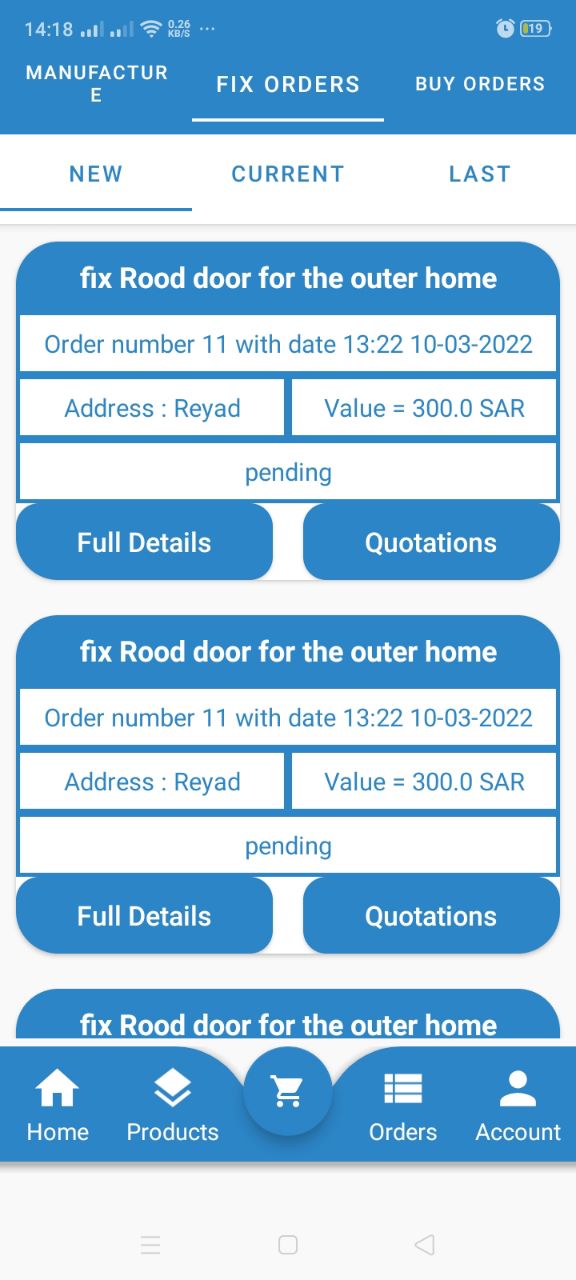 14:18 0.26 KB/S ... 19
MANUFACTUR
E
FIX ORDERS
BUY ORDERS
NEW CURRENT LAST
fix Rood door for the outer home
Order number 11 with date 13:22 10-03-2022
Address : Reyad Value = 300.0 SAR
pending
Full Details Quotations
fix Rood door for the outer home
Order number 11 with date 13:22 10-03-2022
Address : Reyad Value = 300.0 SAR
pending
Full Details Quotations
fix Rood door for the outer home
Home Products Orders Account